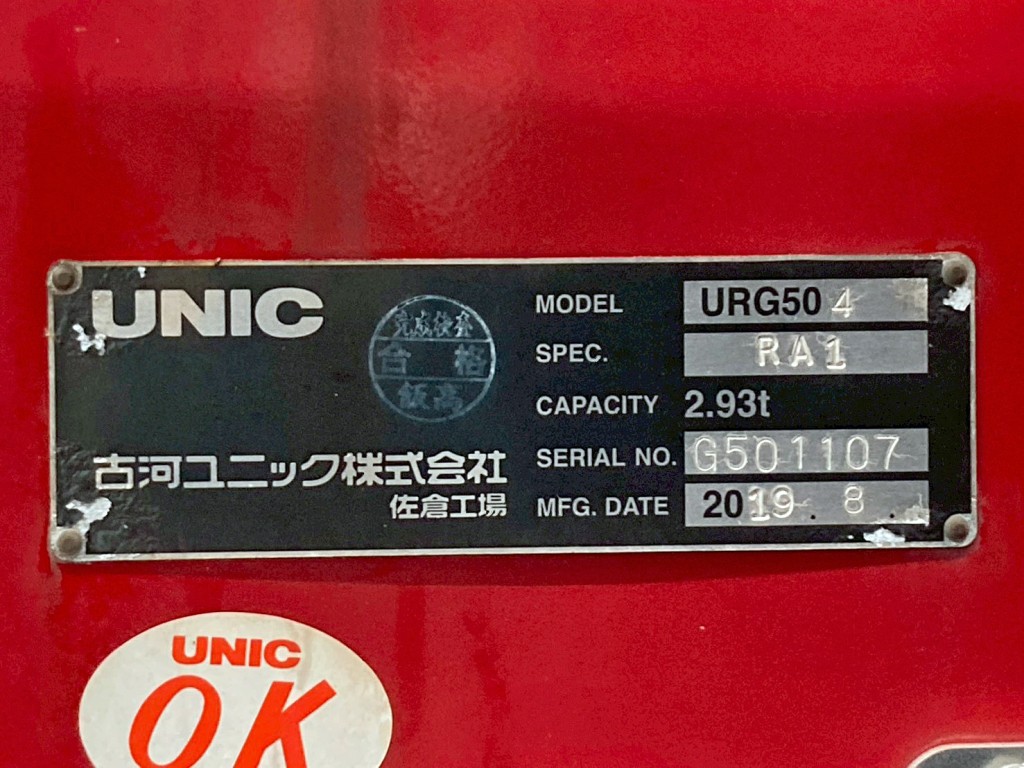 UNIC
完成検査
合格
飯高
古河ユニック株式会社
佐倉工場
MODEL URG504
SPEC. RA1
CAPACITY 2.93t
SERIAL NO. G501107
MFG. DATE 2019. 8.
UNIC
OK